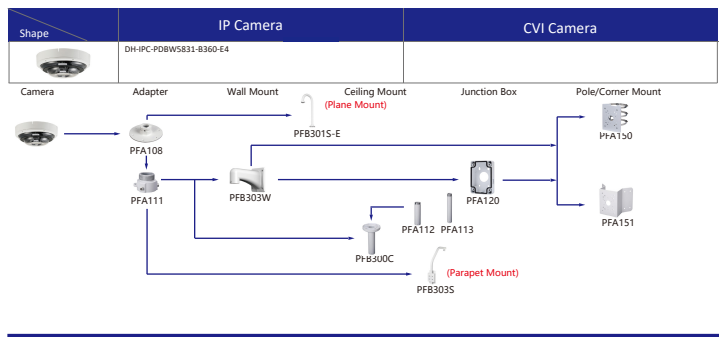 Shape
IP Camera
CVI Camera
DH-IPC-PDBW5831-B360-E4
Camera
Adapter
Wall Mount
Ceiling Mount
Junction Box
Pole/Corner Mount
(Plane Mount)
PFB301S-E
PFA150
PFA108
PFA111
PFB303W
PFA120
PFA151
PFA112
PFA113
PFB300C
(Parapet Mount)
PFB303S